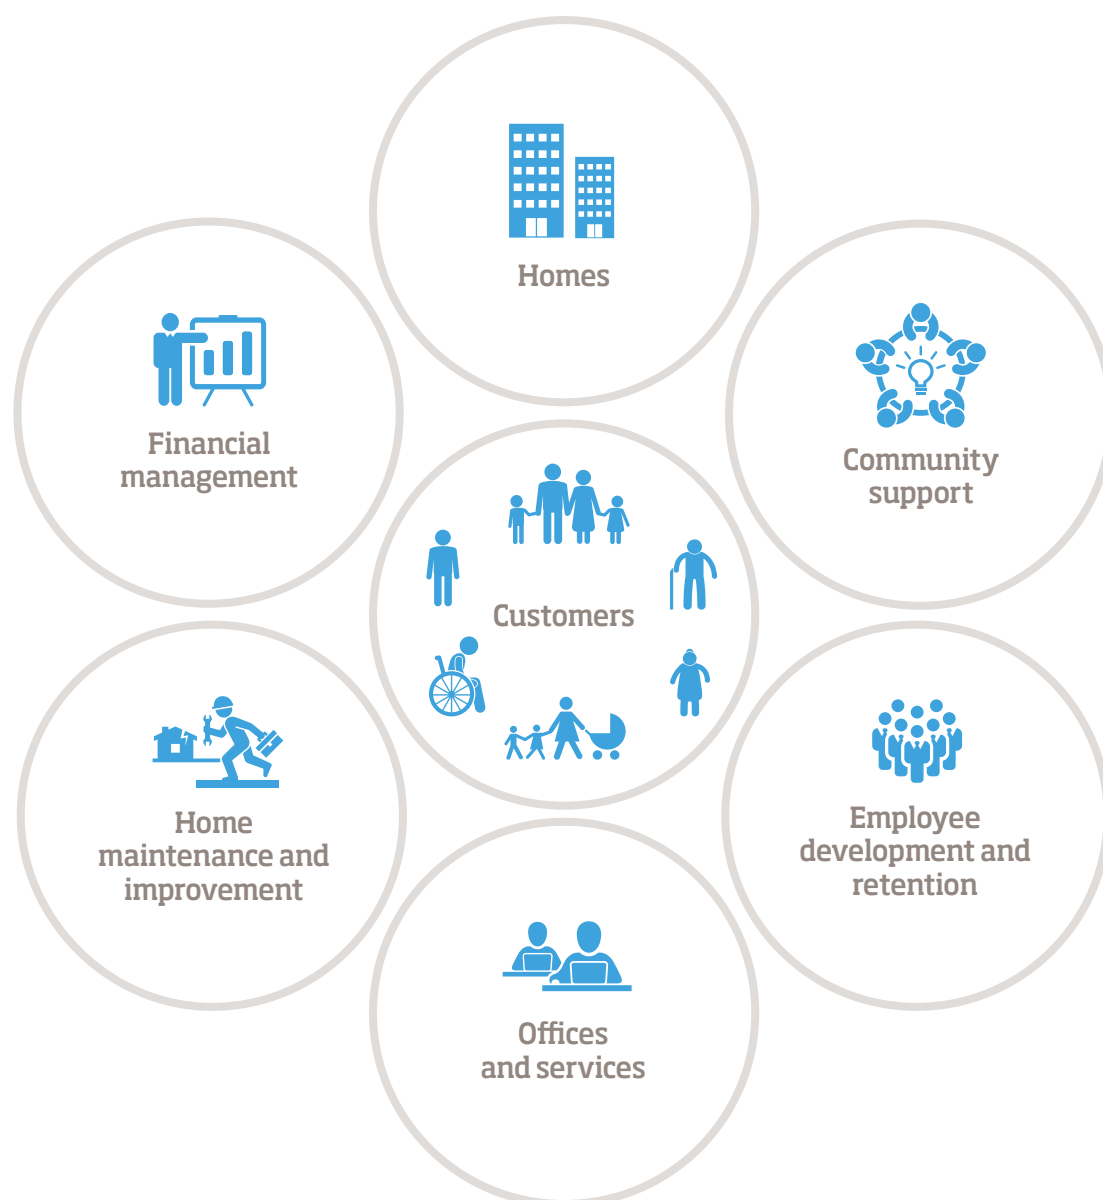 Homes
Financial
management
Community
support
Customers
Home
maintenance and
improvement
Employee
development and
retention
Offices
and services